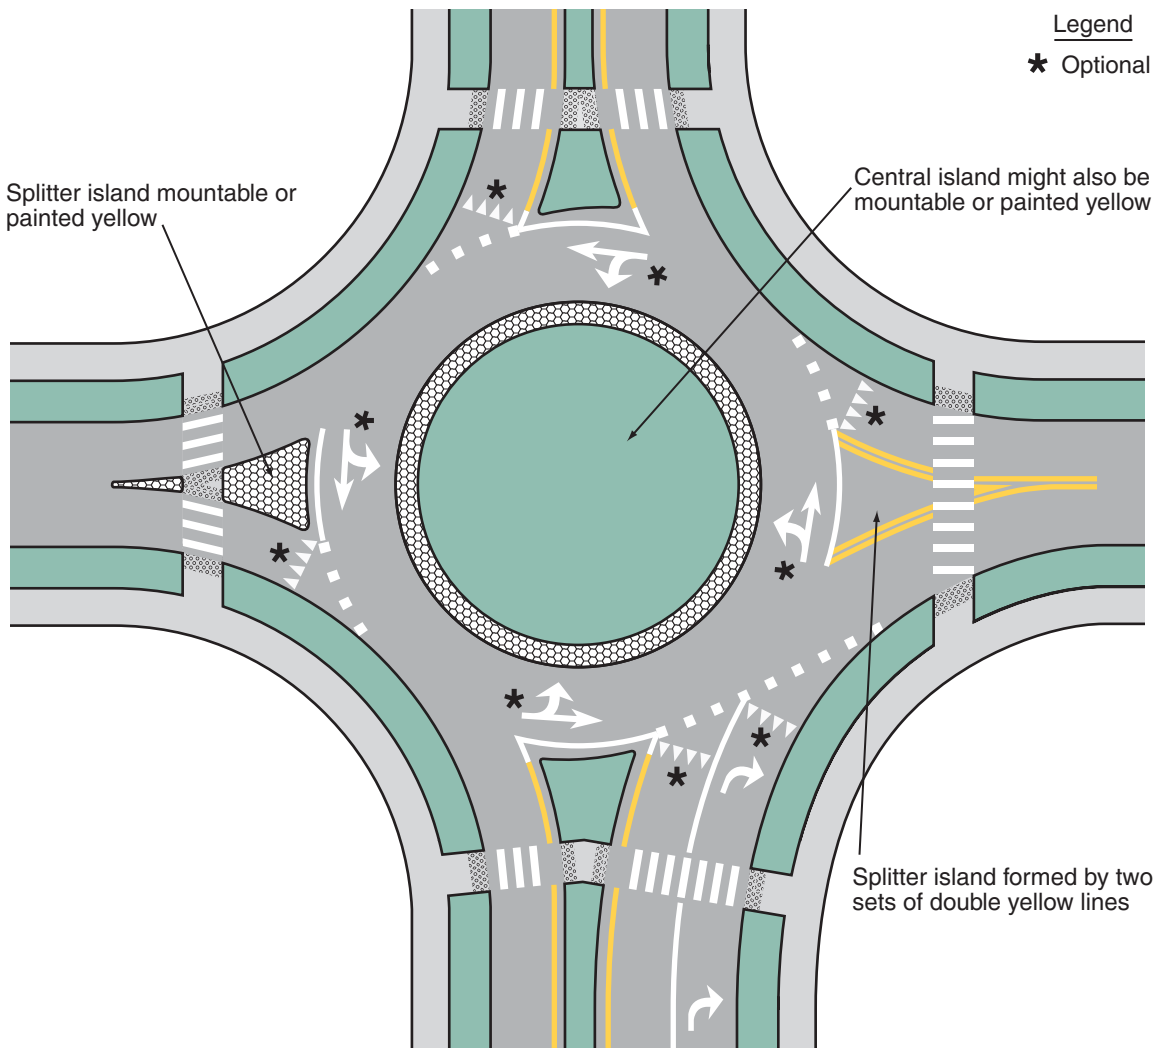 Legend
* Optional
Splitter island mountable or
painted yellow
Central island might also be
mountable or painted yellow
Splitter island formed by two
sets of double yellow lines